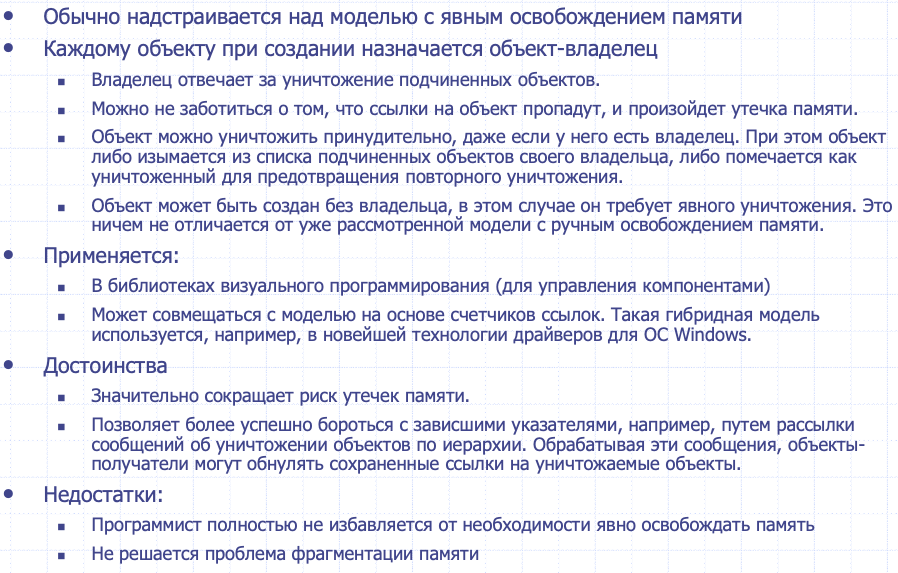 Обычно надстраивается над моделью с явным освобождением памяти
Каждому объекту при создании назначается объект-владелец
Владелец отвечает за уничтожение подчиненных объектов.
Можно не заботиться о том, что ссылки на объект пропадут, и произойдет утечка памяти.
Объект можно уничтожить принудительно, даже если у него есть владелец. При этом объект
либо изымается из списка подчиненных объектов своего владельца, либо помечается как
уничтоженный для предотвращения повторного уничтожения.
Объект может быть создан без владельца, в этом случае он требует явного уничтожения. Это
ничем не отличается от уже рассмотренной модели с ручным освобождением памяти.
Применяется:
В библиотеках визуального программирования (для управления компонентами)
Может совмещаться с моделью на основе счетчиков ссылок. Такая гибридная модель
используется, например, в новейшей технологии драйверов для ОС Windows.
Достоинства
Значительно сокращает риск утечек памяти.
Позволяет более успешно бороться с зависшими указателями, например, путем рассылки
сообщений об уничтожении объектов по иерархии. Обрабатывая эти сообщения, объекты-
получатели могут обнулять сохраненные ссылки на уничтожаемые объекты.
Недостатки:
Программист полностью не избавляется от необходимости явно освобождать память
Не решается проблема фрагментации памяти